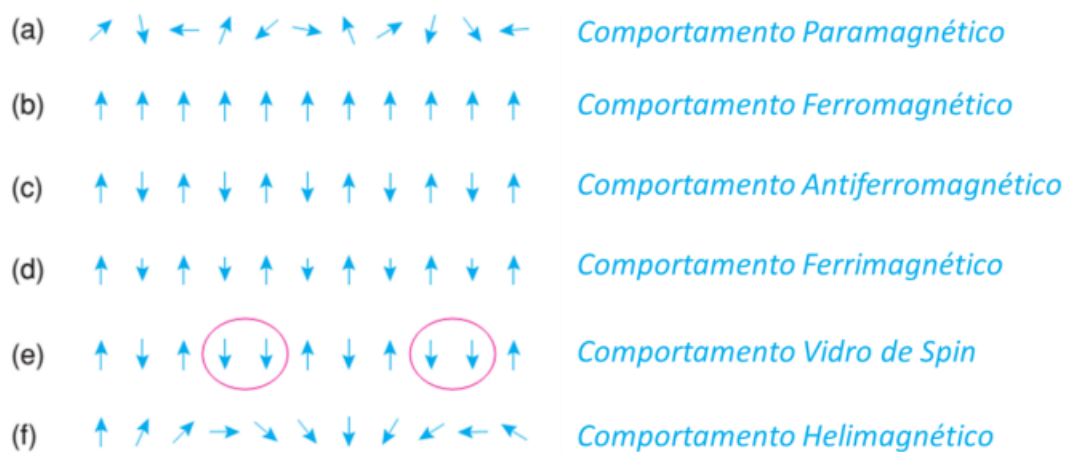 (a) Comportamento Paramagnético
(b) Comportamento Ferromagnético
(c) Comportamento Antiferromagnético
(d) Comportamento Ferrimagnético
(e) Comportamento Vidro de Spin
(f) Comportamento Helimagnético